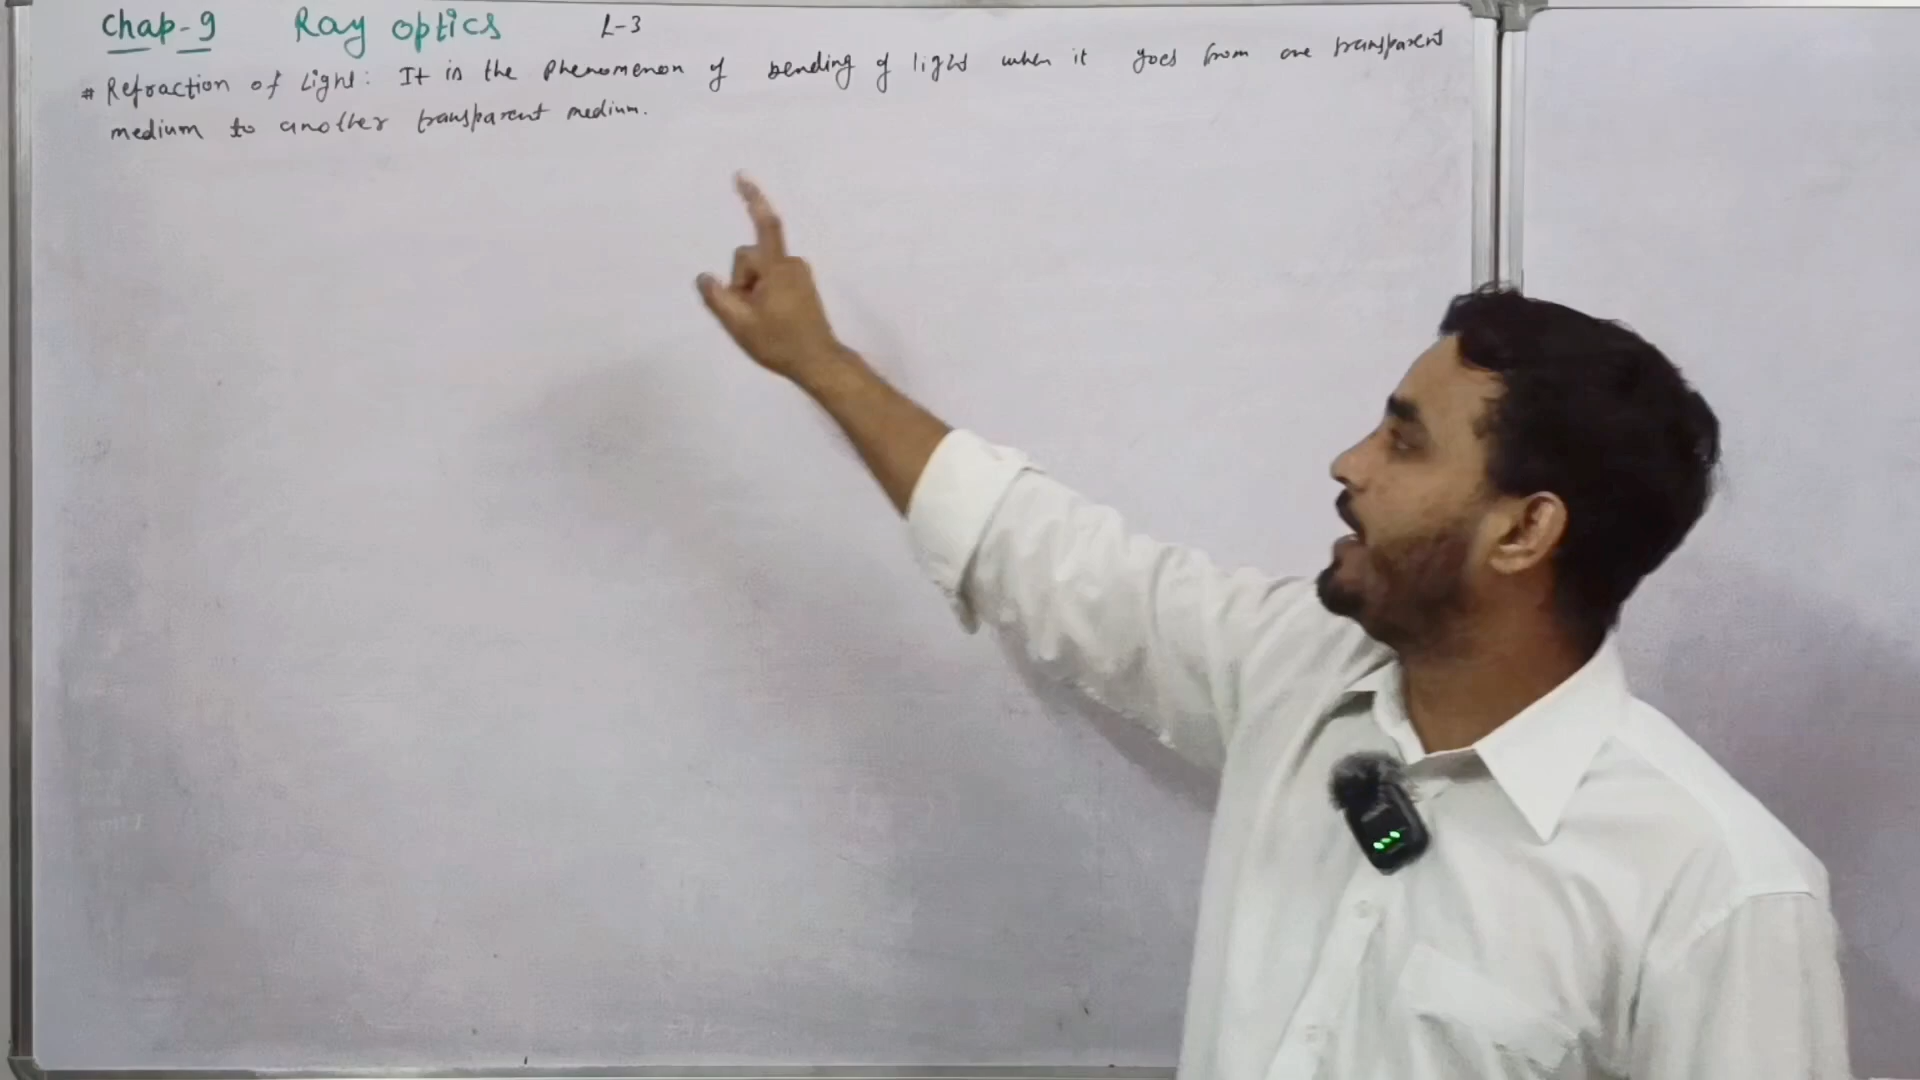 Chap-9 Ray optics L-3
# Refraction of Light: It is the Phenomenon of bending of light when it goes from one transparent
medium to another transparent medium.